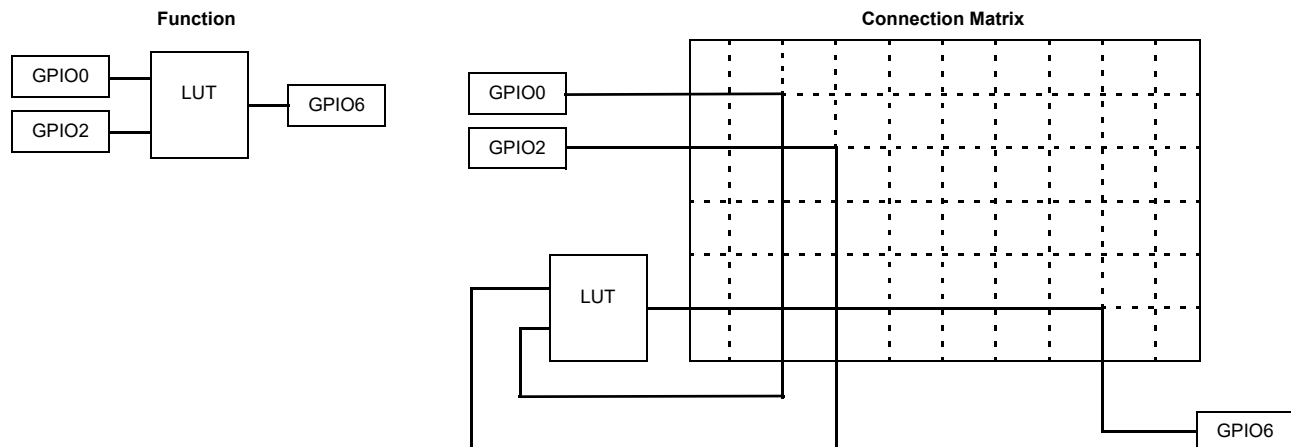 Function
GPIO0
GPIO2
LUT
GPIO6
Connection Matrix
GPIO0
GPIO2
LUT
GPIO6